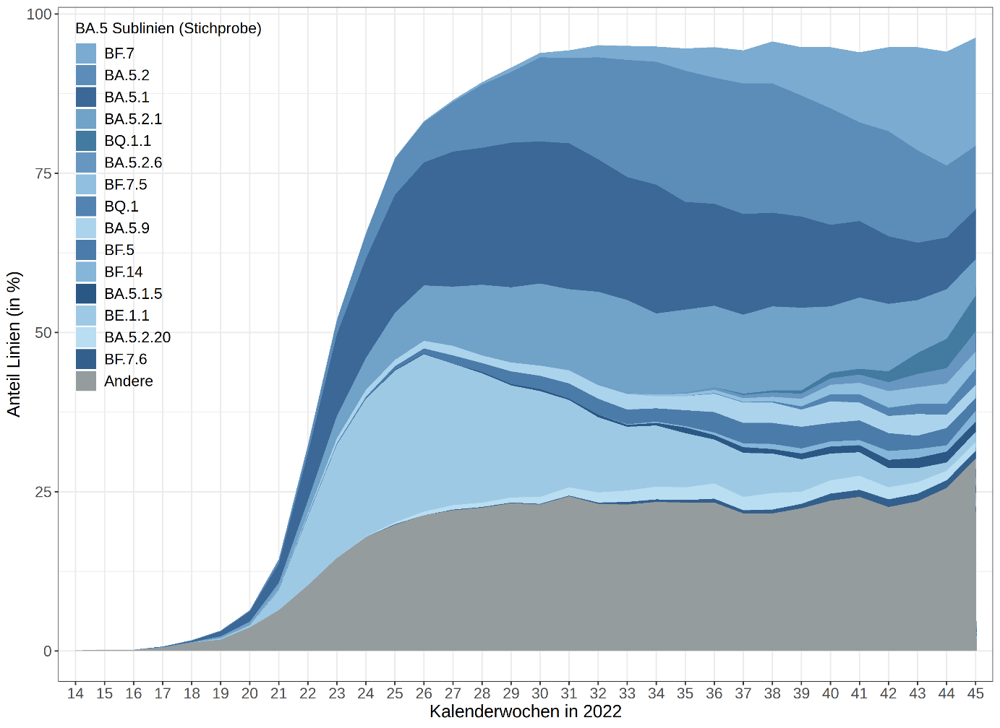 100
75
50
25
0
Anteil Linien (in %)
BA.5 Sublinien (Stichprobe)
BF.7
BA.5.2
BA.5.1
BA.5.2.1
BQ.1.1
BA.5.2.6
BF.7.5
BQ.1
BA.5.9
BF.5
BF.14
BA.5.1.5
BE.1.1
BA.5.2.20
BF.7.6
Andere
14 15 16 17 18 19 20 21 22 23 24 25 26 27 28 29 30 31 32 33 34 35 36 37 38 39 40 41 42 43 44 45
Kalenderwochen in 2022